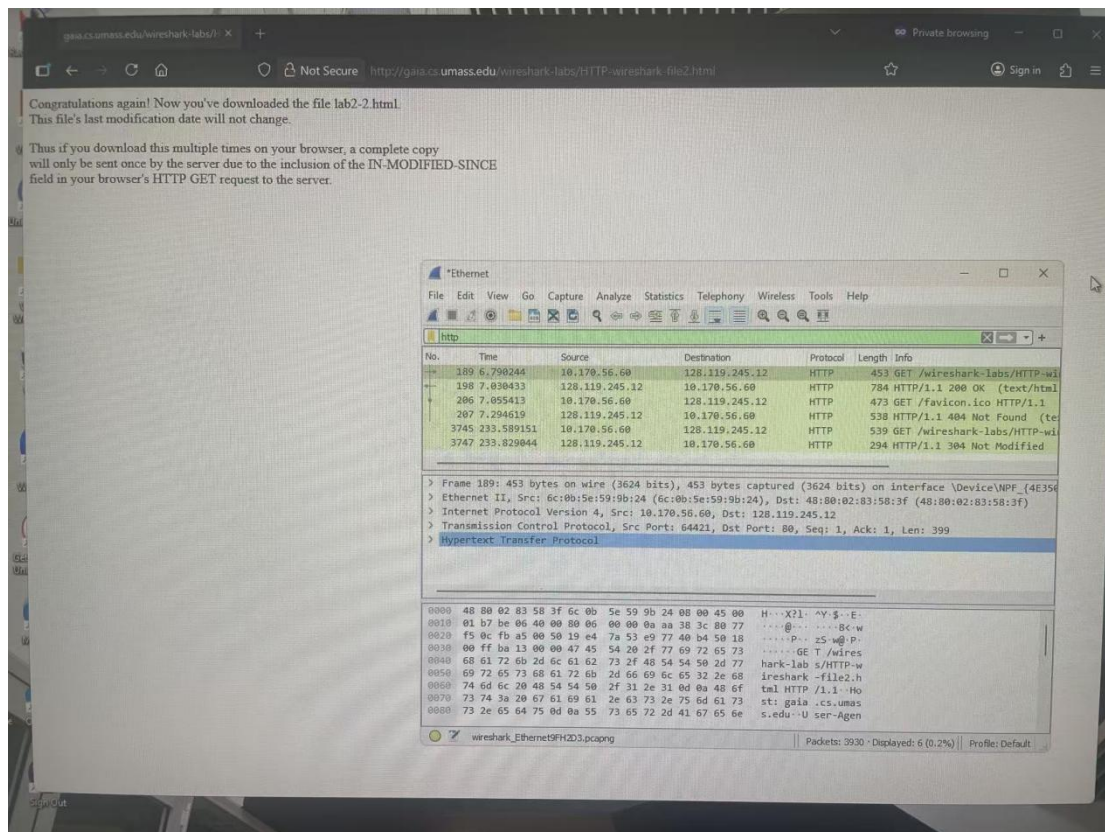 gaia.cs.umass.edu/wireshark-labs/H
Private browsing
Not Secure http://gaia.cs.umass.edu/wireshark-labs/HTTP-wireshark-file2.html
Sign in
Congratulations again! Now you've downloaded the file lab2-2.html.
This file's last modification date will not change.
Thus if you download this multiple times on your browser, a complete copy
will only be sent once by the server due to the inclusion of the IN-MODIFIED-SINCE
field in your browser's HTTP GET request to the server.
*Ethernet
File Edit View Go Capture Analyze Statistics Telephony Wireless Tools Help
http
No. Time Source Destination Protocol Length Info
189 6.790244 10.170.56.60 128.119.245.12 HTTP 453 GET /wireshark-labs/HTTP-wi
198 7.030433 128.119.245.12 10.170.56.60 HTTP 784 HTTP/1.1 200 OK (text/html
206 7.055413 10.170.56.60 128.119.245.12 HTTP 473 GET /favicon.ico HTTP/1.1
207 7.294619 128.119.245.12 10.170.56.60 HTTP 538 HTTP/1.1 404 Not Found (te
3745 233.589151 10.170.56.60 128.119.245.12 HTTP 539 GET /wireshark-labs/HTTP-wi
3747 233.829044 128.119.245.12 10.170.56.60 HTTP 294 HTTP/1.1 304 Not Modified
Frame 189: 453 bytes on wire (3624 bits), 453 bytes captured (3624 bits) on interface \Device\NPF_{4E356
Ethernet II, Src: 6c:0b:5e:59:9b:24 (6c:0b:5e:59:9b:24), Dst: 48:80:02:83:58:3f (48:80:02:83:58:3f)
Internet Protocol Version 4, Src: 10.170.56.60, Dst: 128.119.245.12
Transmission Control Protocol, Src Port: 64421, Dst Port: 80, Seq: 1, Ack: 1, Len: 399
Hypertext Transfer Protocol
0000 48 80 02 83 58 3f 6c 0b 5e 59 9b 24 08 00 45 00 H···X?l· ^Y·$··E·
0010 01 b7 be 06 40 00 80 06 00 00 0a aa 38 3c 80 77 ····@··· ····8<·w
0020 f5 0c fb a5 00 50 19 e4 7a 53 e9 77 40 b4 50 18 ·····P·· zS·w@·P·
0030 00 ff ba 13 00 00 47 45 54 20 2f 77 69 72 65 73 ······GE T /wires
0040 68 61 72 6b 2d 6c 61 62 73 2f 48 54 54 50 2d 77 hark-lab s/HTTP-w
0050 69 72 65 73 68 61 72 6b 2d 66 69 6c 65 32 2e 68 ireshark -file2.h
0060 74 6d 6c 20 48 54 54 50 2f 31 2e 31 0d 0a 48 6f tml HTTP /1.1··Ho
0070 73 74 3a 20 67 61 69 61 2e 63 73 2e 75 6d 61 73 st: gaia .cs.umas
0080 73 2e 65 64 75 0d 0a 55 73 65 72 2d 41 67 65 6e s.edu··U ser-Agen
wireshark_Ethernet9FH2D3.pcapng
Packets: 3930 · Displayed: 6 (0.2%) Profile: Default
Sign Out